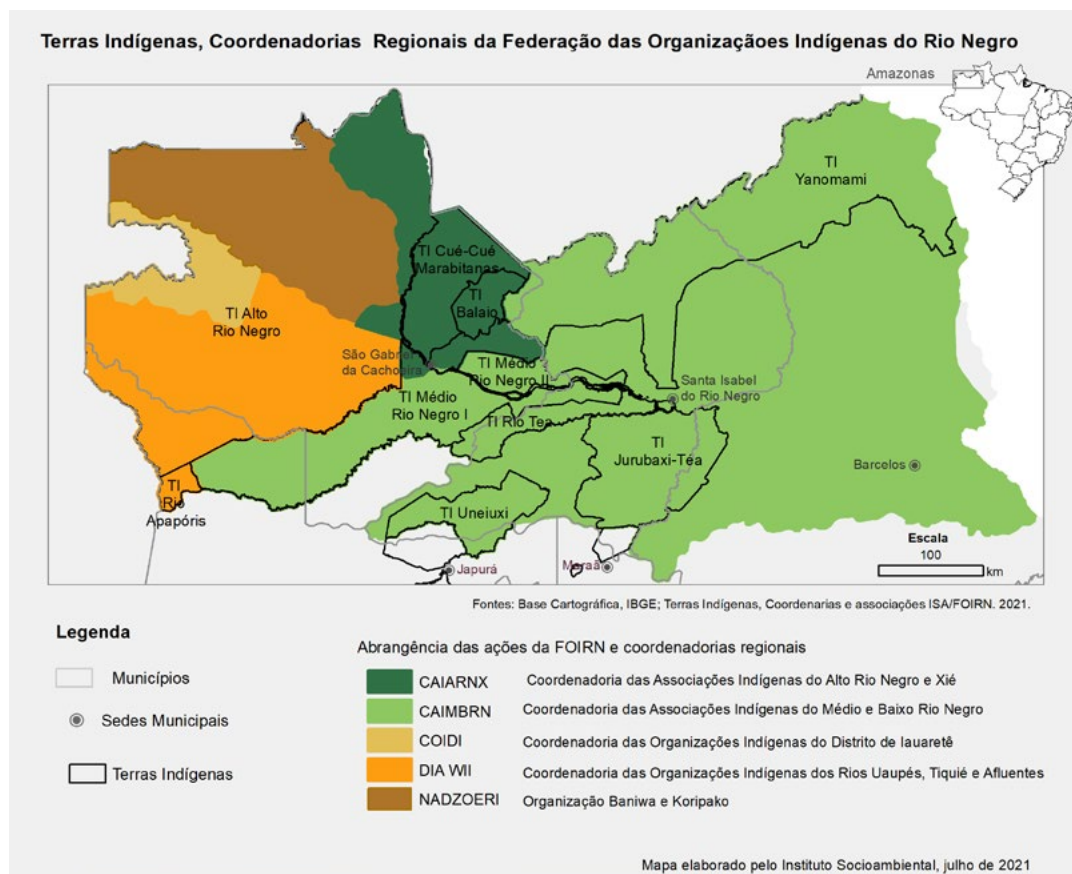 Terras Indígenas, Coordenadorias Regionais da Federação das Organizaçãoes Indígenas do Rio Negro
Amazonas
TI
Yanomami
TI Cué-Cué
Marabitanas
TI
Balaio
TI Alto
Rio Negro
São Gabriel
da Cachoeira
TI Médio
Rio Negro II
TI Médio
Rio Negro I
Santa Isabel
do Rio Negro
TI Rio Tea
TI
Jurubaxi-Téa
Barcelos
TI
Rio
Apapóris
TI Uneiuxi
Japurá
Maraã
Escala
100
km
Fontes: Base Cartográfica, IBGE; Terras Indígenas, Coordenarias e associações ISA/FOIRN. 2021.
Legenda
Municípios
Sedes Municipais
Terras Indígenas
Abrangência das ações da FOIRN e coordenadorias regionais
CAIARNX Coordenadoria das Associações Indígenas do Alto Rio Negro e Xié
CAIMBRN Coordenadoria das Associações Indígenas do Médio e Baixo Rio Negro
COIDI Coordenadoria das Organizações Indígenas do Distrito de Iauaretê
DIA WII Coordenadoria das Organizações Indígenas dos Rios Uaupés, Tiquié e Afluentes
NADZOERI Organização Baniwa e Koripako
Mapa elaborado pelo Instituto Socioambiental, julho de 2021